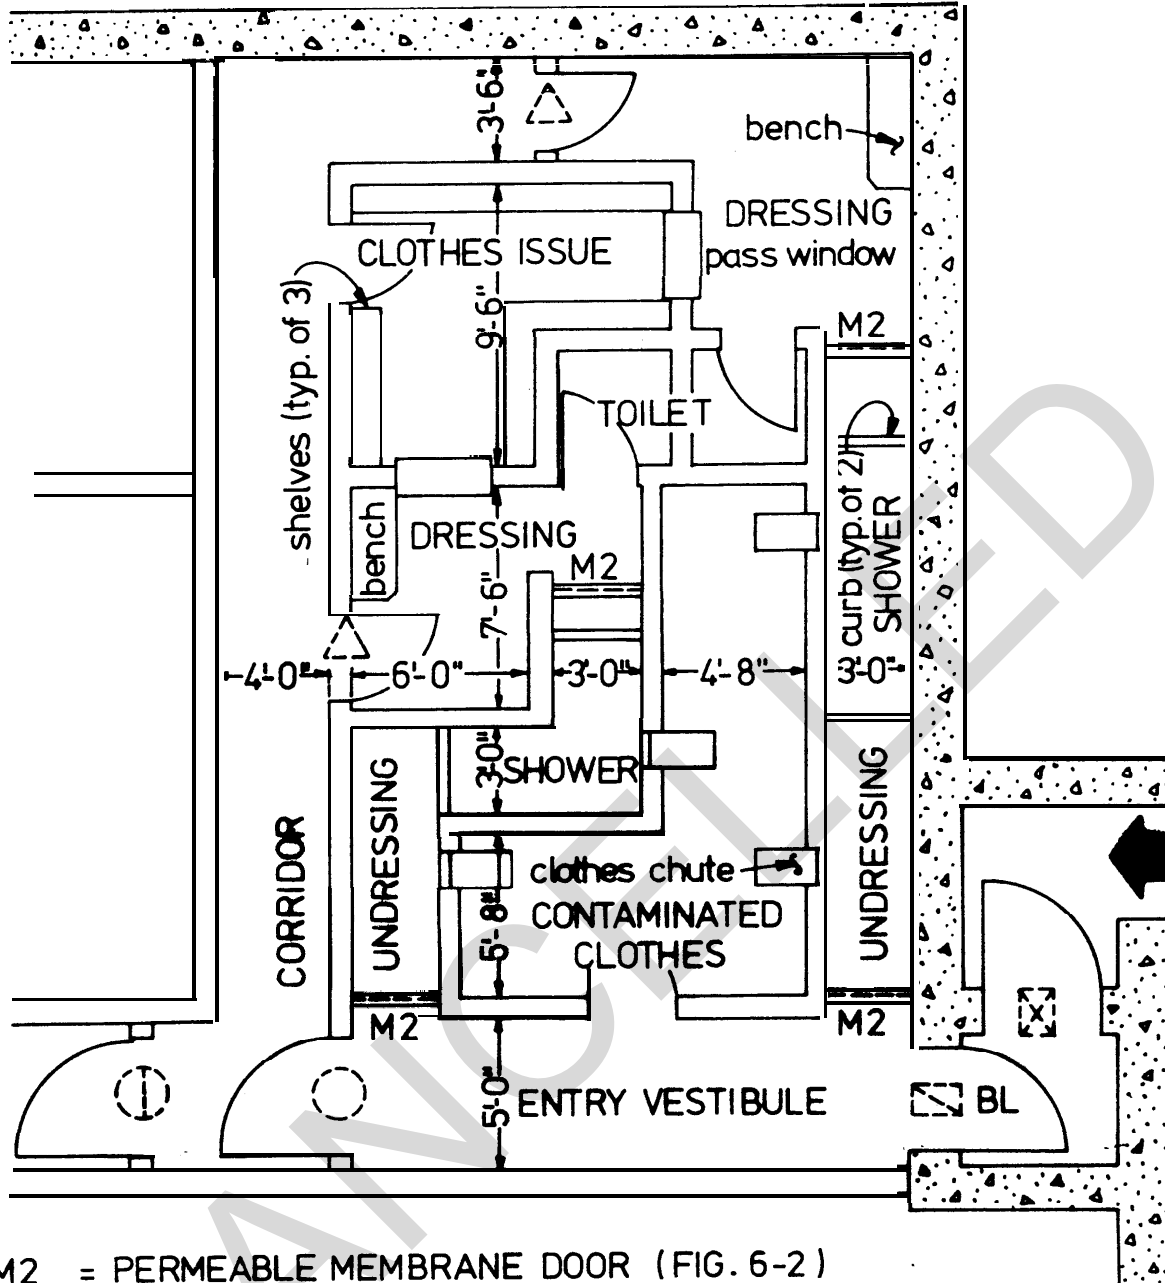 3'-6"
bench
DRESSING
pass window
CLOTHES ISSUE
shelves (typ. of 3)
9'-6"
M2
TOILET
curb (typ. of 2)
SHOWER
bench
DRESSING
M2
7'-6"
4'-0"
6'-0"
3'-0"
4'-8"
3'-0"
3'-0"
SHOWER
UNDRESSING
UNDRESSING
CORRIDOR
clothes chute
CONTAMINATED
CLOTHES
5'-8"
M2
M2
X
5'-0"
ENTRY VESTIBULE
BL
M2 = PERMEABLE MEMBRANE DOOR (FIG. 6-2)
ANCELLED